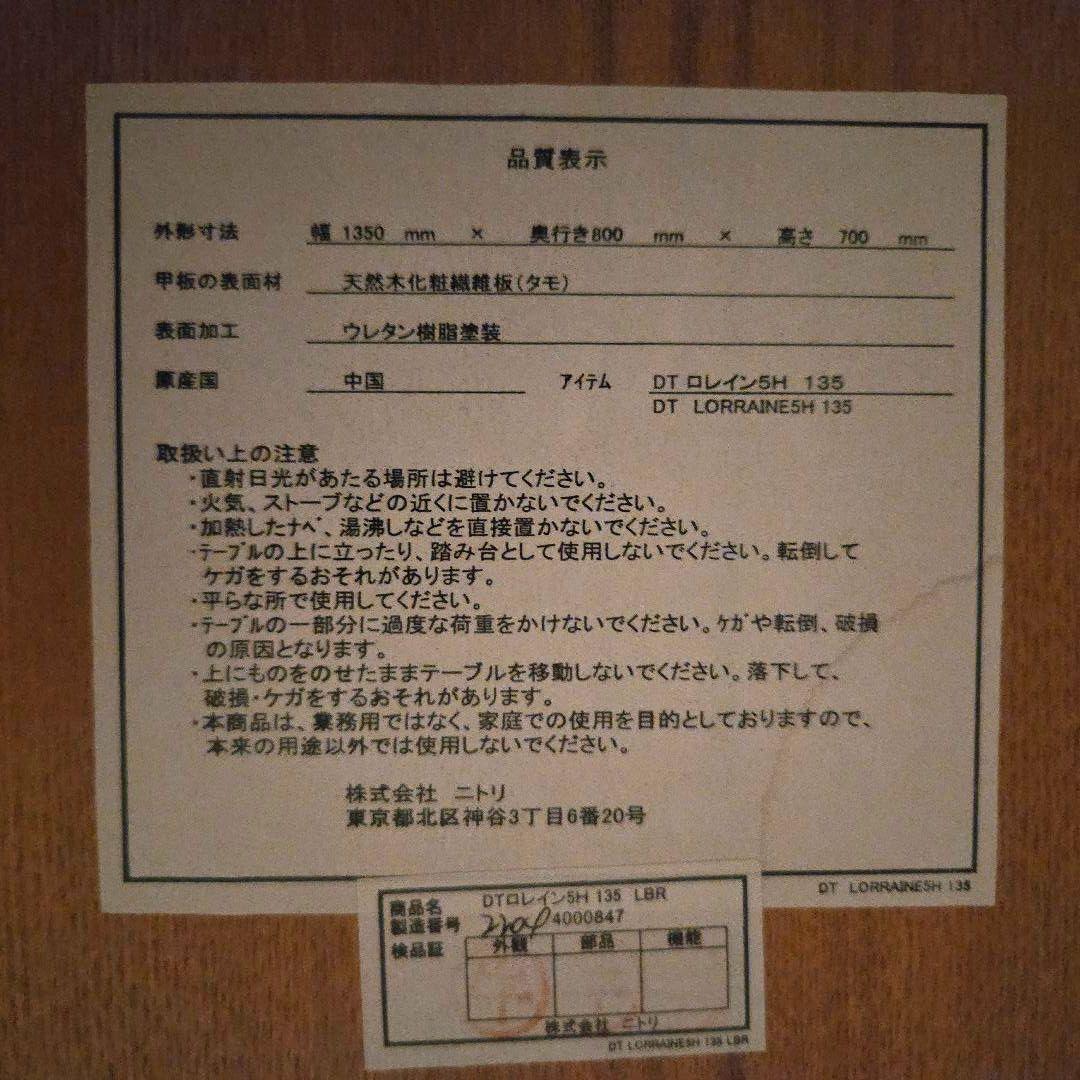 品質表示
外形寸法 幅 1350 mm × 奥行き800 mm × 高さ 700 mm
甲板の表面材 天然木化粧繊維板(タモ)
表面加工 ウレタン樹脂塗装
原産国 中国 アイテム DT ロレイン5H 135
DT LORRAINE5H 135
取扱い上の注意
・直射日光があたる場所は避けてください。
・火気、ストーブなどの近くに置かないでください。
・加熱したナベ、湯沸しなどを直接置かないでください。
・テーブルの上に立ったり、踏み台として使用しないでください。転倒して
ケガをするおそれがあります。
・平らな所で使用してください。
・テーブルの一部分に過度な荷重をかけないでください。ケガや転倒、破損
の原因となります。
・上にものをのせたままテーブルを移動しないでください。落下して、
破損・ケガをするおそれがあります。
・本商品は、業務用ではなく、家庭での使用を目的としておりますので、
本来の用途以外では使用しないでください。
株式会社 ニトリ
東京都北区神谷3丁目6番20号
DT LORRAINE5H 135
商品名 DTロレイン5H 135 LBR
製造番号 4000847
検品証 外観 部品 機能
株式会社 ニトリ
DT LORRAINE5H 135 LBR